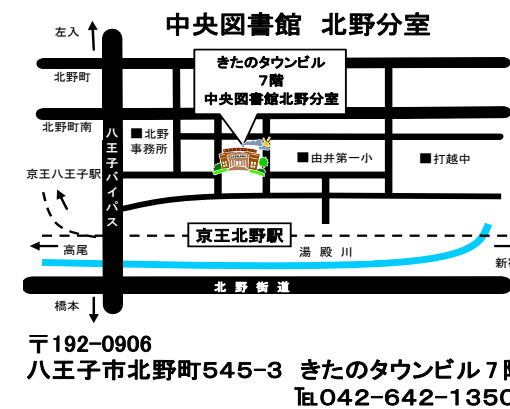 中央図書館　北野分室
左入
きたのタウンビル
７階
中央図書館北野分室
北野町
北野町南
■北野
事務所
■由井第一小
■打越中
京王八王子駅
八王子バイパス
京王北野駅
高尾
湯殿川
新宿
北野街道
橋本
〒192-0906
八王子市北野町５４５－３　きたのタウンビル７階
℡０４２－６４２－１３５０